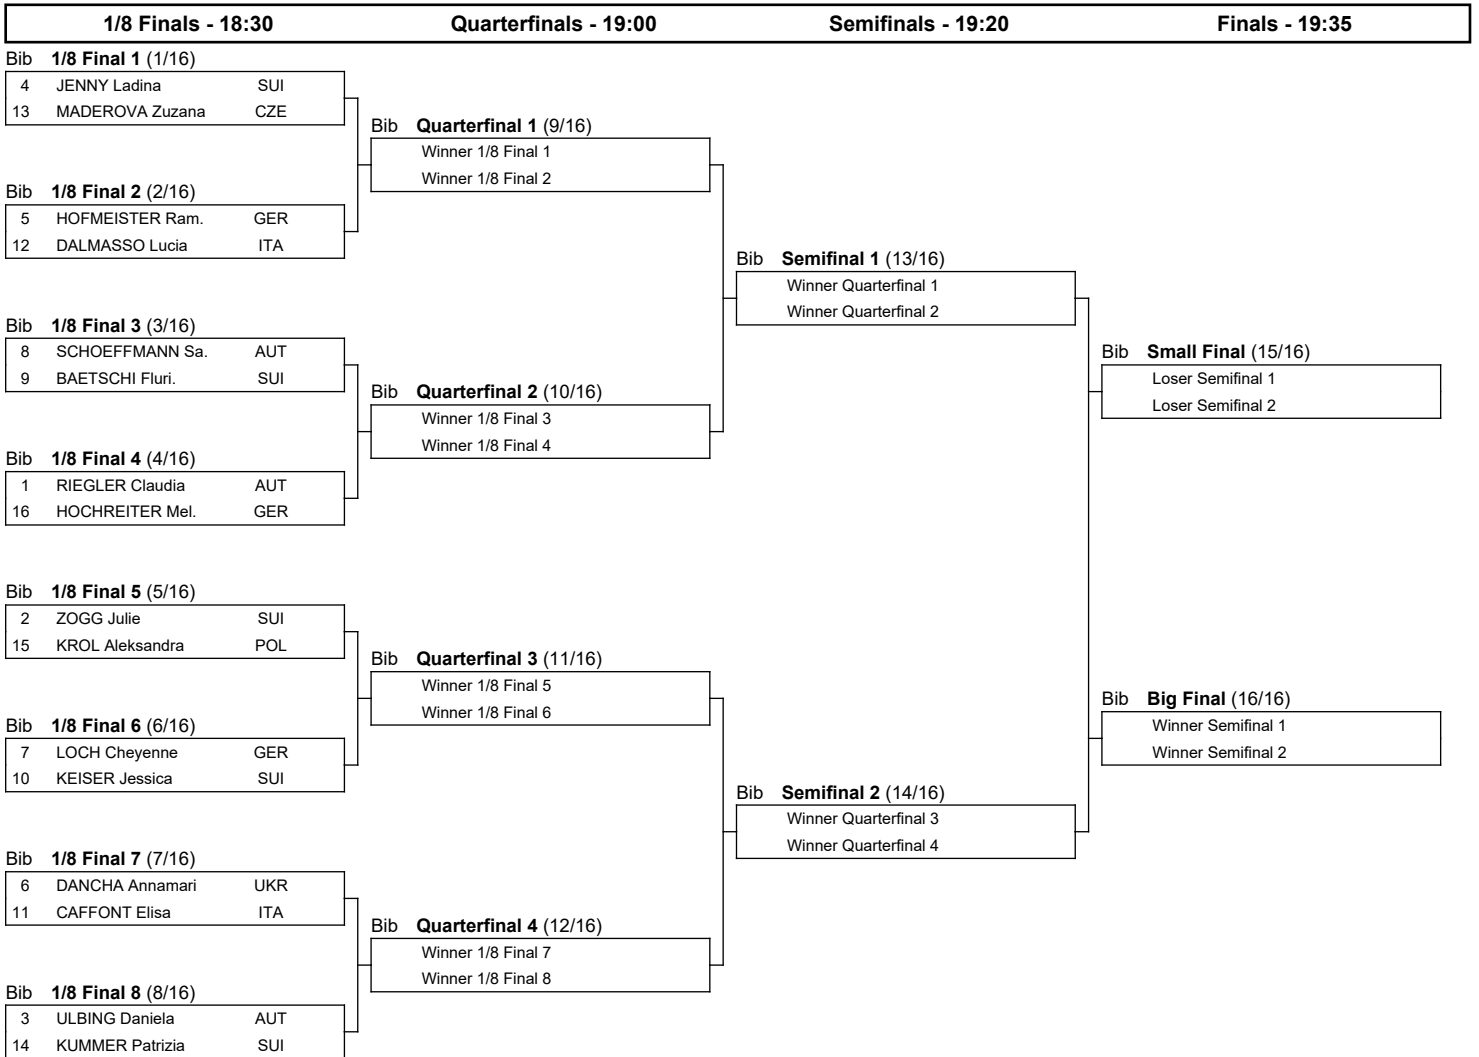 1/8 Finals - 18:30 Quarterfinals - 19:00 Semifinals - 19:20 Finals - 19:35
Bib 1/8 Final 1 (1/16)
4 JENNY Ladina SUI
13 MADEROVA Zuzana CZE
Bib 1/8 Final 2 (2/16)
5 HOFMEISTER Ram. GER
12 DALMASSO Lucia ITA
Bib 1/8 Final 3 (3/16)
8 SCHOEFFMANN Sa. AUT
9 BAETSCHI Fluri. SUI
Bib 1/8 Final 4 (4/16)
1 RIEGLER Claudia AUT
16 HOCHREITER Mel. GER
Bib 1/8 Final 5 (5/16)
2 ZOGG Julie SUI
15 KROL Aleksandra POL
Bib 1/8 Final 6 (6/16)
7 LOCH Cheyenne GER
10 KEISER Jessica SUI
Bib 1/8 Final 7 (7/16)
6 DANCHA Annamari UKR
11 CAFFONT Elisa ITA
Bib 1/8 Final 8 (8/16)
3 ULBING Daniela AUT
14 KUMMER Patrizia SUI
Bib Quarterfinal 1 (9/16)
Winner 1/8 Final 1
Winner 1/8 Final 2
Bib Quarterfinal 2 (10/16)
Winner 1/8 Final 3
Winner 1/8 Final 4
Bib Quarterfinal 3 (11/16)
Winner 1/8 Final 5
Winner 1/8 Final 6
Bib Quarterfinal 4 (12/16)
Winner 1/8 Final 7
Winner 1/8 Final 8
Bib Semifinal 1 (13/16)
Winner Quarterfinal 1
Winner Quarterfinal 2
Bib Semifinal 2 (14/16)
Winner Quarterfinal 3
Winner Quarterfinal 4
Bib Small Final (15/16)
Loser Semifinal 1
Loser Semifinal 2
Bib Big Final (16/16)
Winner Semifinal 1
Winner Semifinal 2